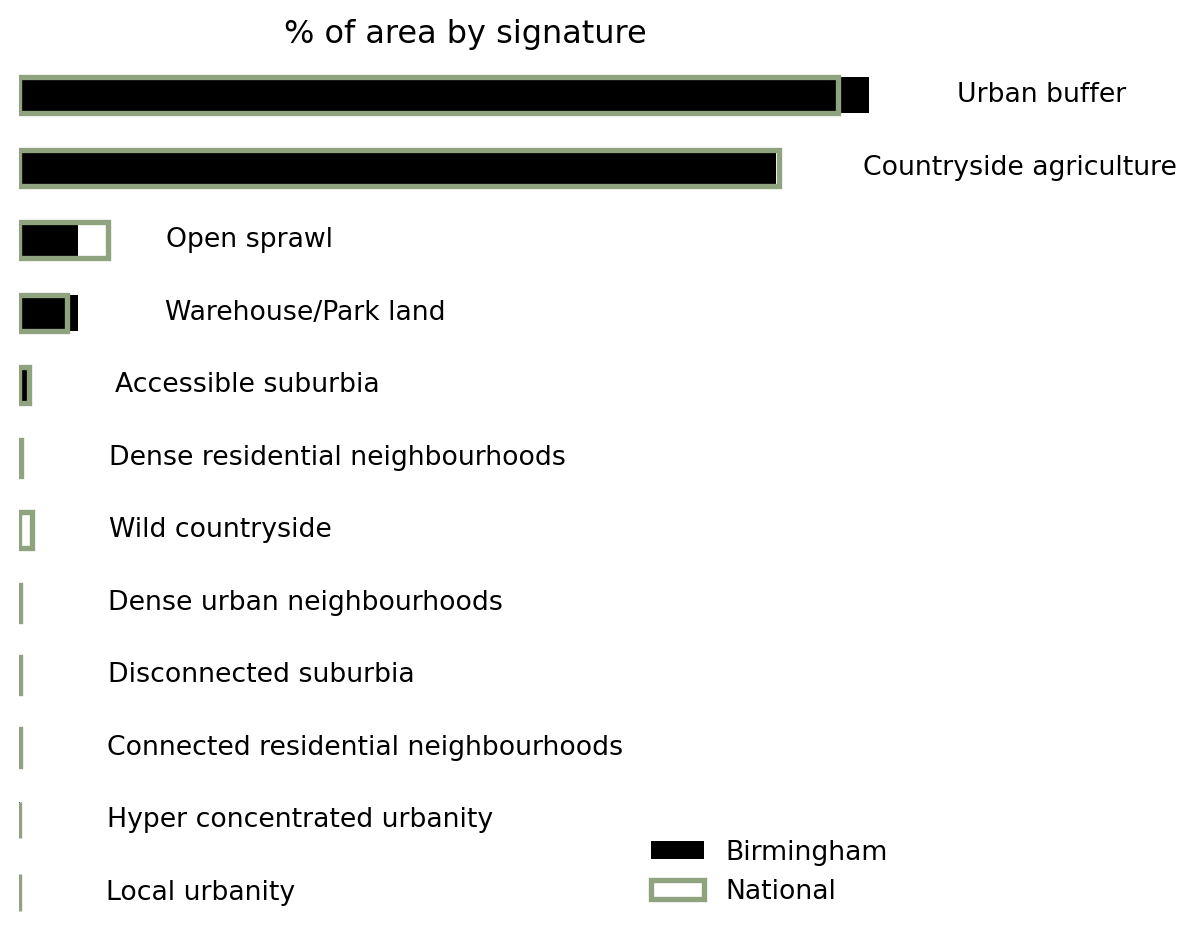 % of area by signature
Urban buffer
Countryside agriculture
Open sprawl
Warehouse/Park land
Accessible suburbia
Dense residential neighbourhoods
Wild countryside
Dense urban neighbourhoods
Disconnected suburbia
Connected residential neighbourhoods
Hyper concentrated urbanity
Local urbanity
Birmingham
National